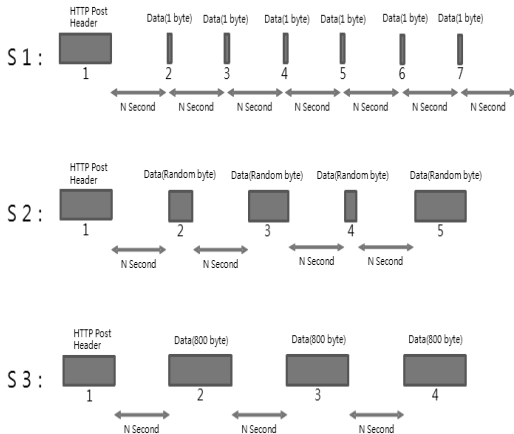 HTTP Post
Header
Data(1 byte) Data(1 byte) Data(1 byte) Data(1 byte) Data(1 byte) Data(1 byte)
S1:
1 2 3 4 5 6 7
N Second N Second N Second N Second N Second N Second N Second
HTTP Post
Header
Data(Random byte) Data(Random byte) Data(Random byte) Data(Random byte)
S2:
1 2 3 4 5
N Second N Second N Second N Second
HTTP Post
Header
Data(800 byte) Data(800 byte) Data(800 byte)
S3:
1 2 3 4
N Second N Second N Second